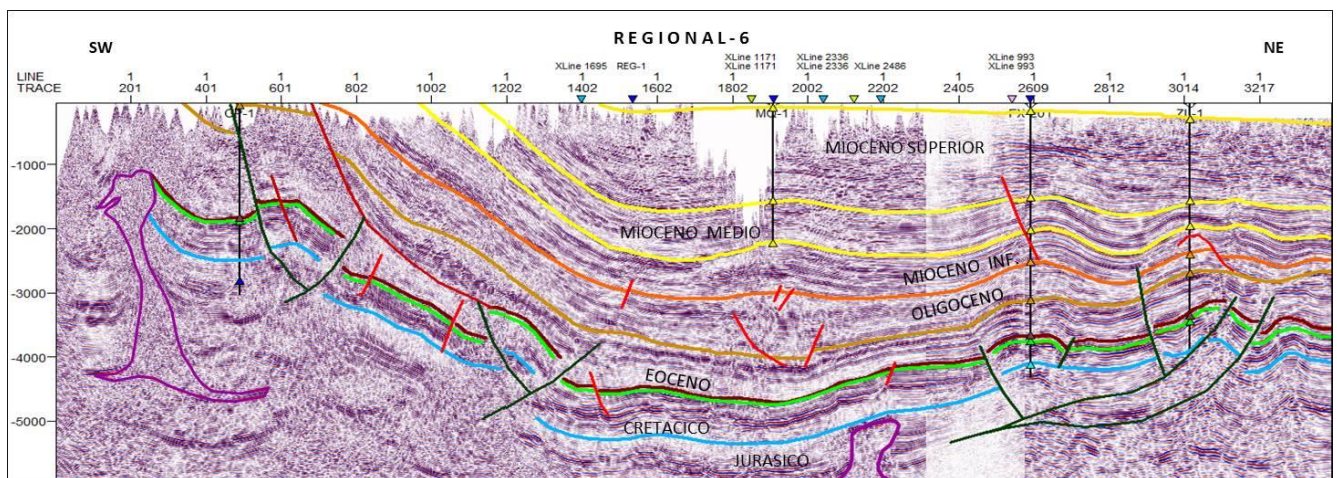 REGIONAL-6
SW NE
XLine 1171 XLine 2336 XLine 993
XLine 1695 REG-1 XLine 1171 XLine 2336 XLine 2486 XLine 993
LINE 1 1 1 1 1 1 1 1 1 1 1 1 1 1 1 1
TRACE 201 401 601 802 1002 1202 1402 1602 1802 2002 2202 2405 2609 2812 3014 3217
MIOCENO SUPERIOR
-1000
-2000
MIOCENO MEDIO
MIOCENO INF.
-3000
OLIGOCENO
-4000
EOCENO
-5000
CRETACICO
JURASICO